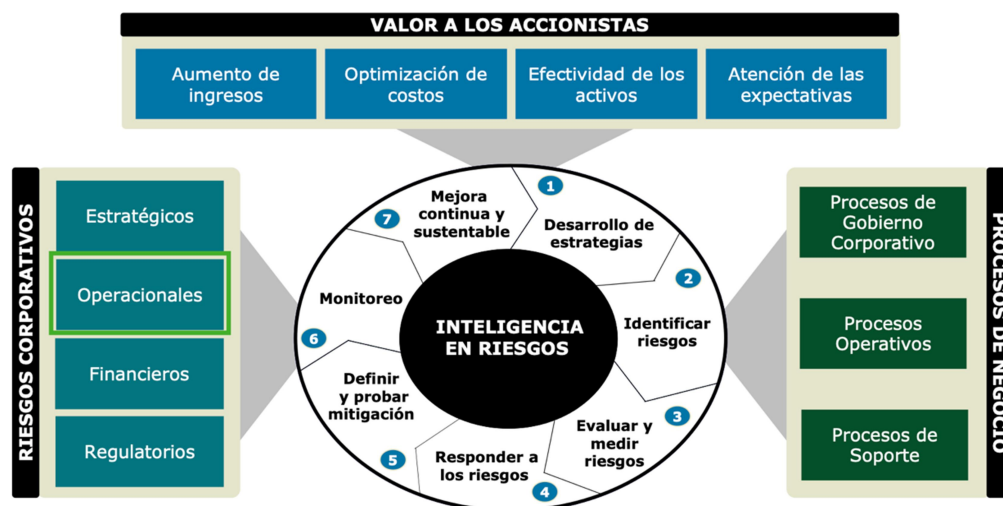 VALOR A LOS ACCIONISTAS
Aumento de
ingresos
Optimización de
costos
Efectividad de los
activos
Atención de las
expectativas
RIESGOS CORPORATIVOS
Estratégicos
Operacionales
Financieros
Regulatorios
INTELIGENCIA
EN RIESGOS
1
Desarrollo de
estrategias
2
Identificar
riesgos
3
Evaluar y
medir
riesgos
4
Responder a
los riesgos
5
Definir
y probar
mitigación
6
Monitoreo
7
Mejora
continua y
sustentable
PROCESOS DE NEGOCIO
Procesos de
Gobierno
Corporativo
Procesos
Operativos
Procesos de
Soporte